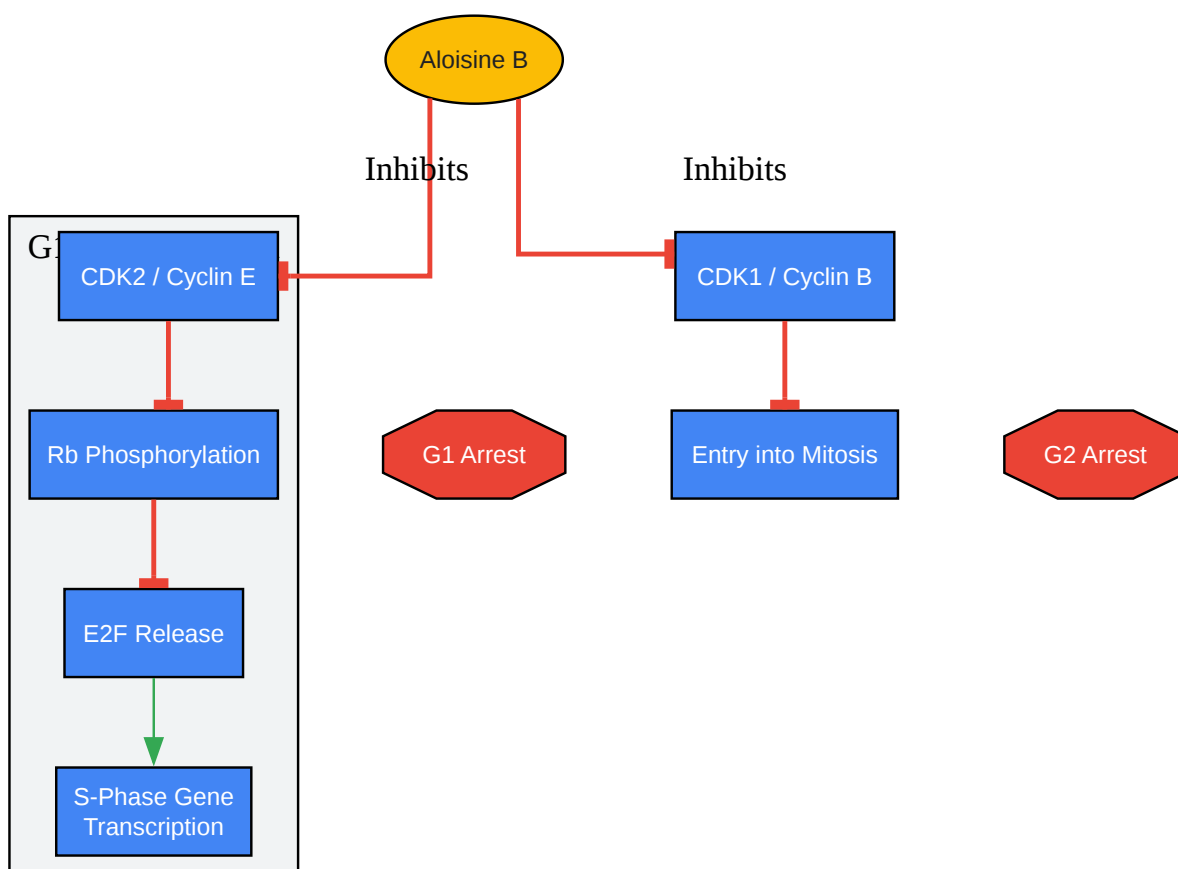 Aloisine B
Inhibits
Inhibits
CDK2 / Cyclin E
CDK1 / Cyclin B
Rb Phosphorylation
G1 Arrest
Entry into Mitosis
G2 Arrest
E2F Release
S-Phase Gene
Transcription